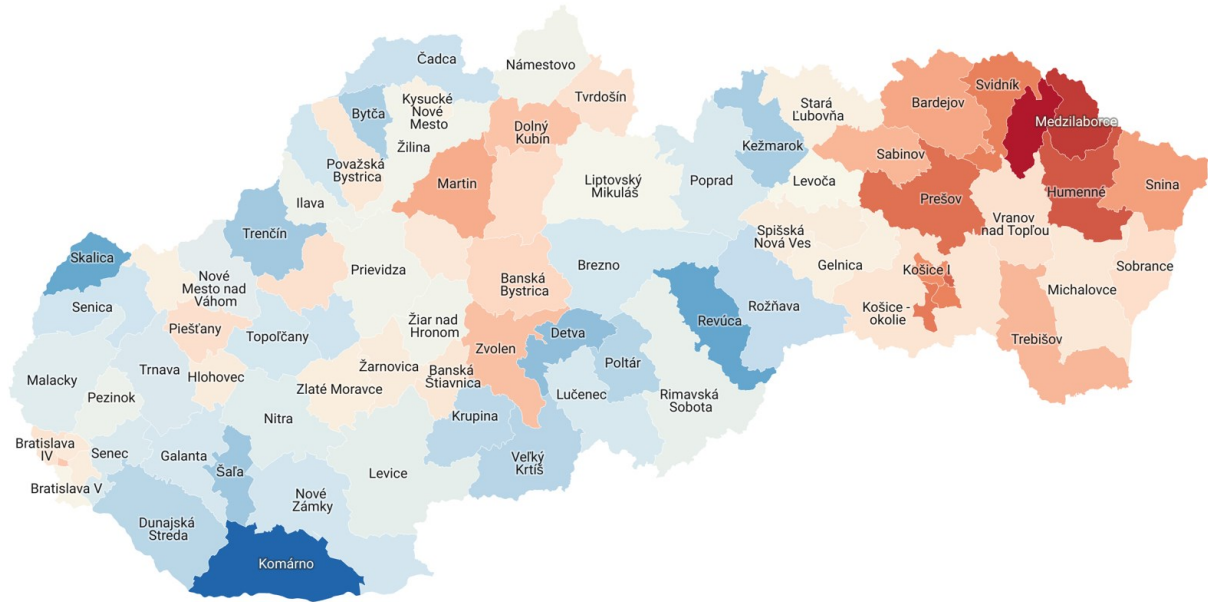 Čadca
Námestovo
Tvrdošín
Bytča
Kysucké
Nové
Mesto
Dolný
Kubín
Stará
Ľubovňa
Bardejov
Svidník
Medzilaborce
Žilina
Kežmarok
Sabinov
Považská
Bystrica
Martin
Liptovský
Mikuláš
Poprad
Levoča
Prešov
Humenné
Snina
Ilava
Trenčín
Vranov
nad Topľou
Skalica
Prievidza
Spišská
Nová Ves
Brezno
Gelnica
Košice I
Sobrance
Nové
Mesto nad
Váhom
Banská
Bystrica
Michalovce
Senica
Rožňava
Košice -
okolie
Piešťany
Topoľčany
Žiar nad
Hronom
Detva
Revúca
Trebišov
Zvolen
Malacky
Trnava
Hlohovec
Žarnovica
Banská
Štiavnica
Poltár
Zlaté Moravce
Lučenec
Rimavská
Sobota
Pezinok
Nitra
Krupina
Bratislava
IV
Senec
Galanta
Šaľa
Levice
Veľký
Krtíš
Bratislava V
Nové
Zámky
Dunajská
Streda
Komárno